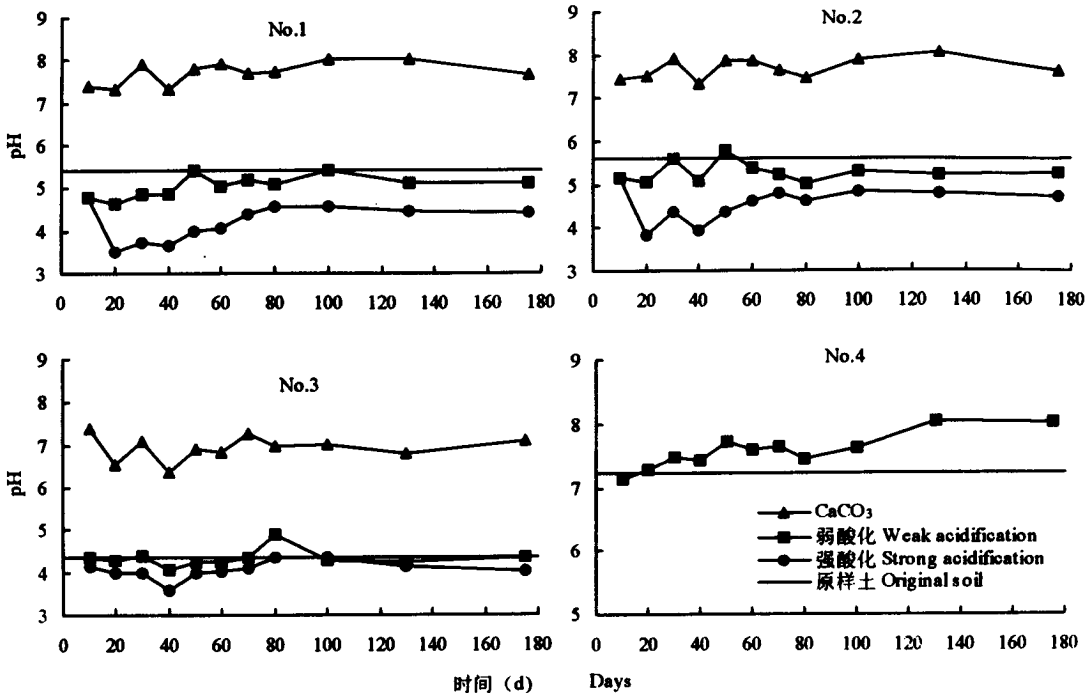 No.1
9
8
7
6
5
4
3
pH
0 20 40 60 80 100 120 140 160 180
No.2
9
8
7
6
5
4
3
0 20 40 60 80 100 120 140 160 180
No.3
9
8
7
6
5
4
3
pH
0 20 40 60 80 100 120 140 160 180
No.4
9
8
7
6
5
CaCO₃
弱酸化 Weak acidification
强酸化 Strong acidification
原样土 Original soil
0 20 40 60 80 100 120 140 160 180
时间（d） Days